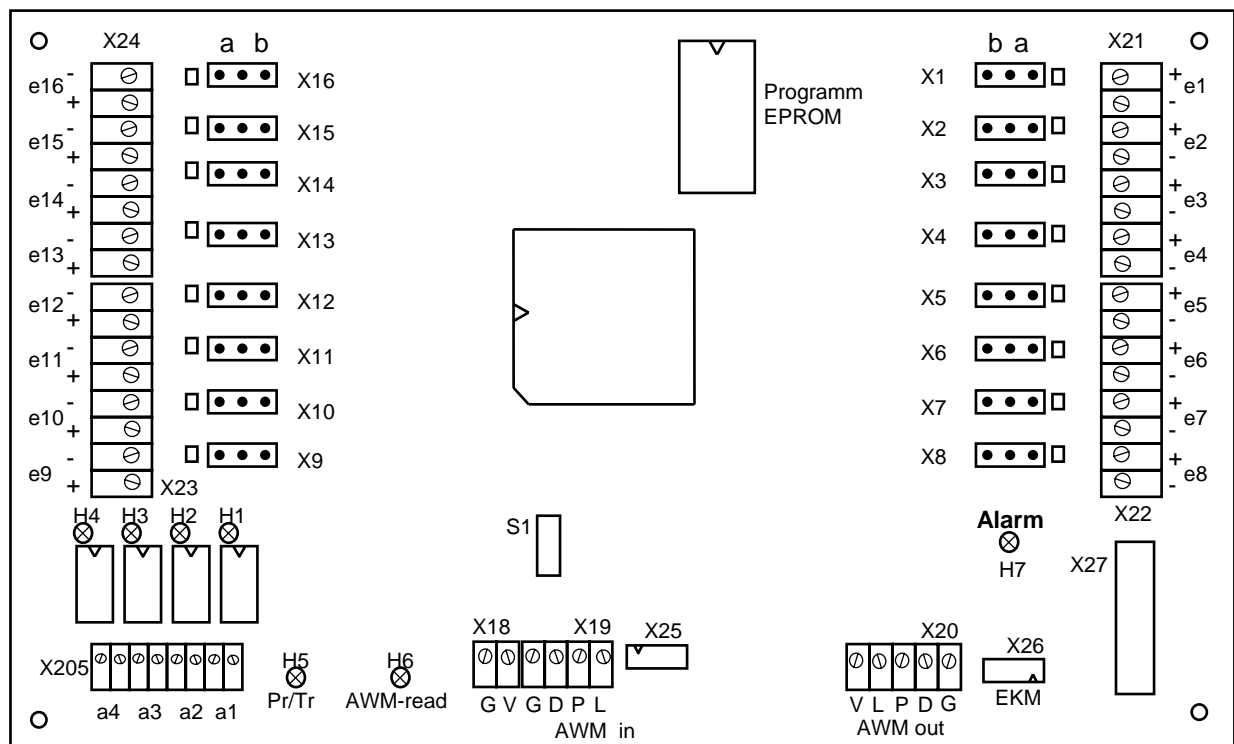 X24 a b b a X21
e16 - X16 Programm X1 + e1
+ EPROM -
e15 - X15 X2 + e2
+ -
e14 - X14 X3 + e3
+ -
e13 - X13 X4 + e4
+ -
e12 - X12 X5 + e5
+ -
e11 - X11 X6 + e6
+ -
e10 - X10 X7 + e7
+ -
e9 - X9 X8 + e8
+ -
X23
H4 H3 H2 H1 S1 Alarm X22
H7 X27
X18 X19 X25 X20 X26
X205 H5 H6
Pr/Tr AWM-read EKM
a4 a3 a2 a1 G V G D P L V L P D G
AWM in AWM out